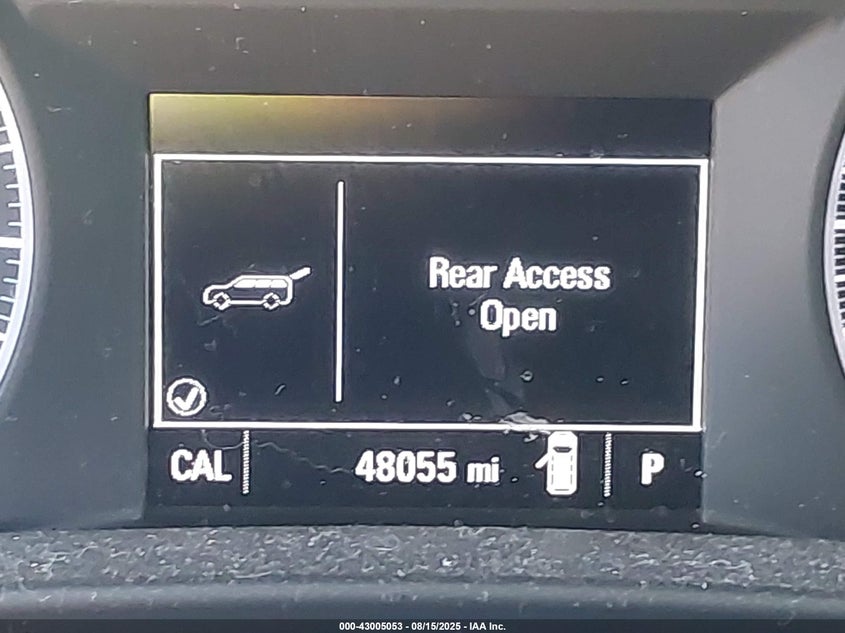 Rear Access
Open
CAL
48055 mi
P
000-43005053 - 08/15/2025 - IAA Inc.